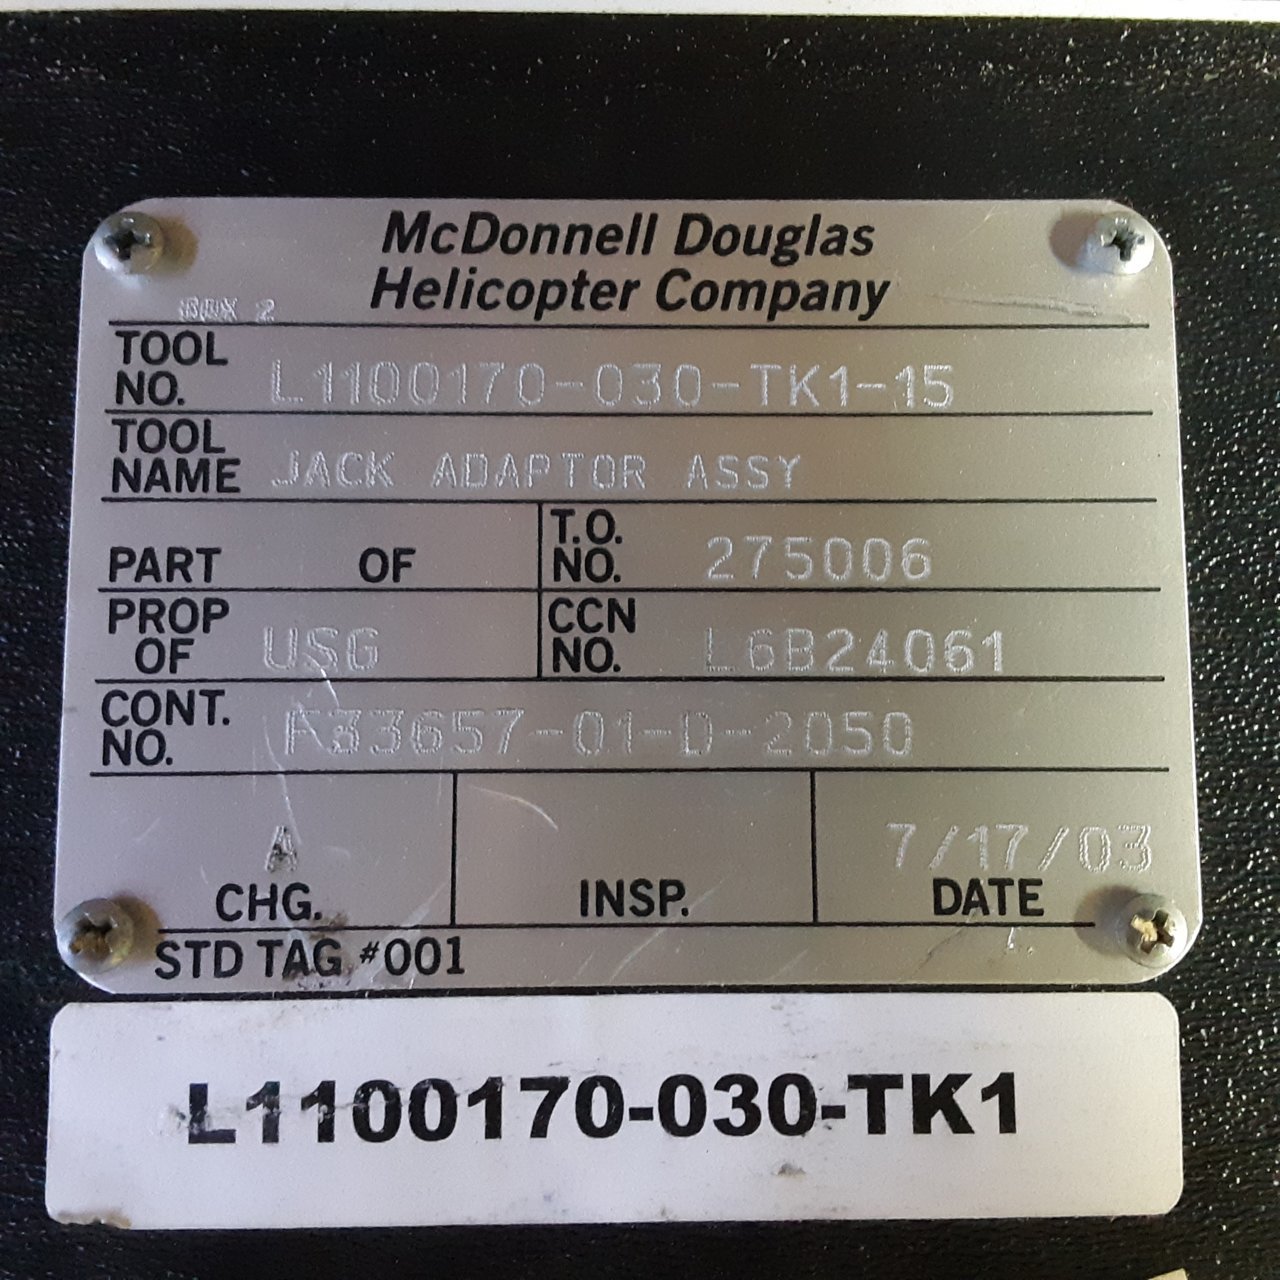 McDonnell Douglas
Helicopter Company
BOX 2
TOOL NO. L1100170-030-TK1-15
TOOL NAME JACK ADAPTOR ASSY
PART OF
T.O. NO. 275006
PROP OF USG
CCN NO. L6B24061
CONT. NO. F33657-01-D-2050
A
CHG.
INSP.
7/17/03
DATE
STD TAG #001
L1100170-030-TK1